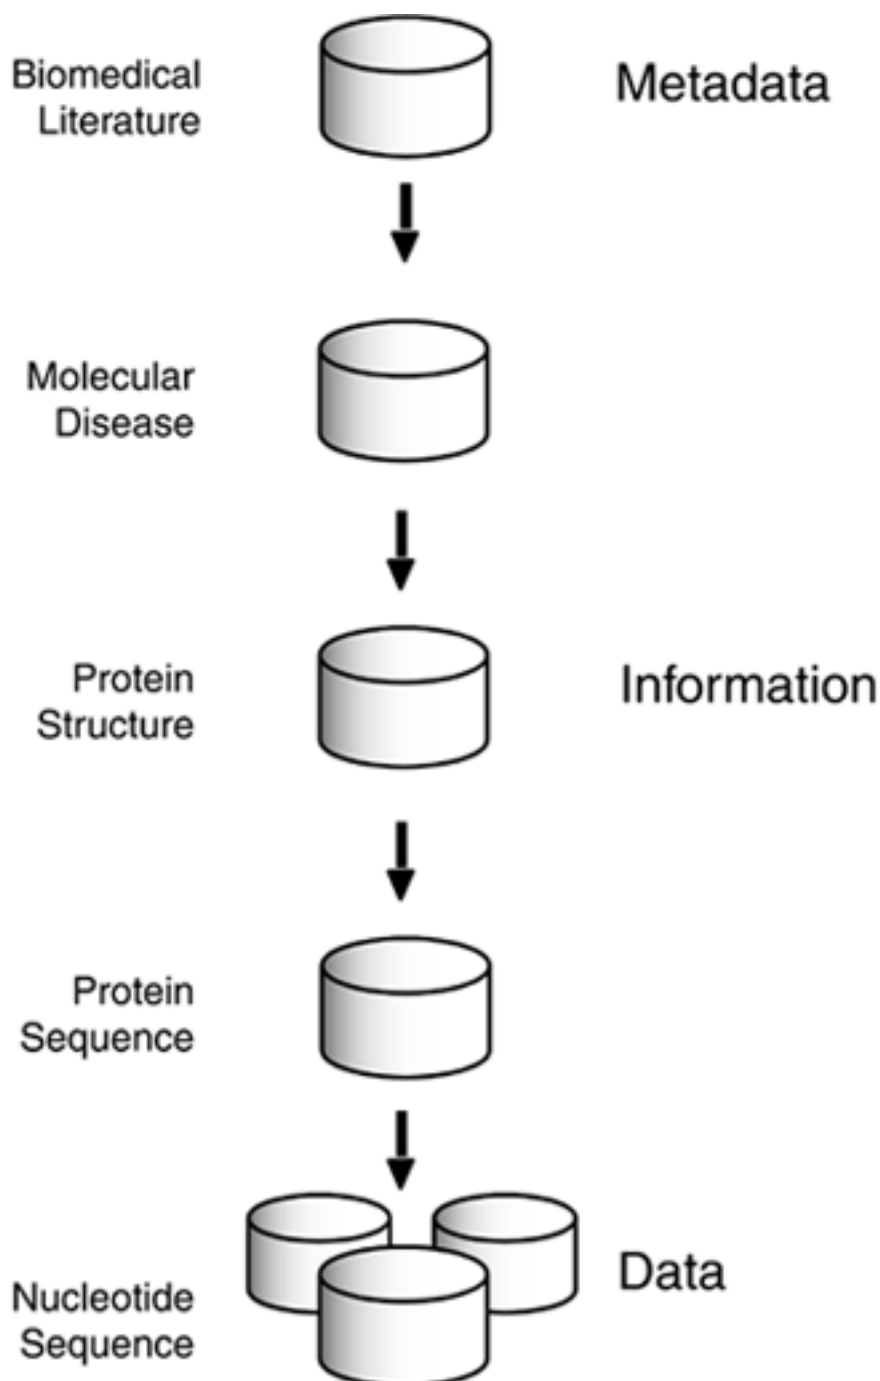 Biomedical
Literature
Metadata
Molecular
Disease
Protein
Structure
Information
Protein
Sequence
Nucleotide
Sequence
Data